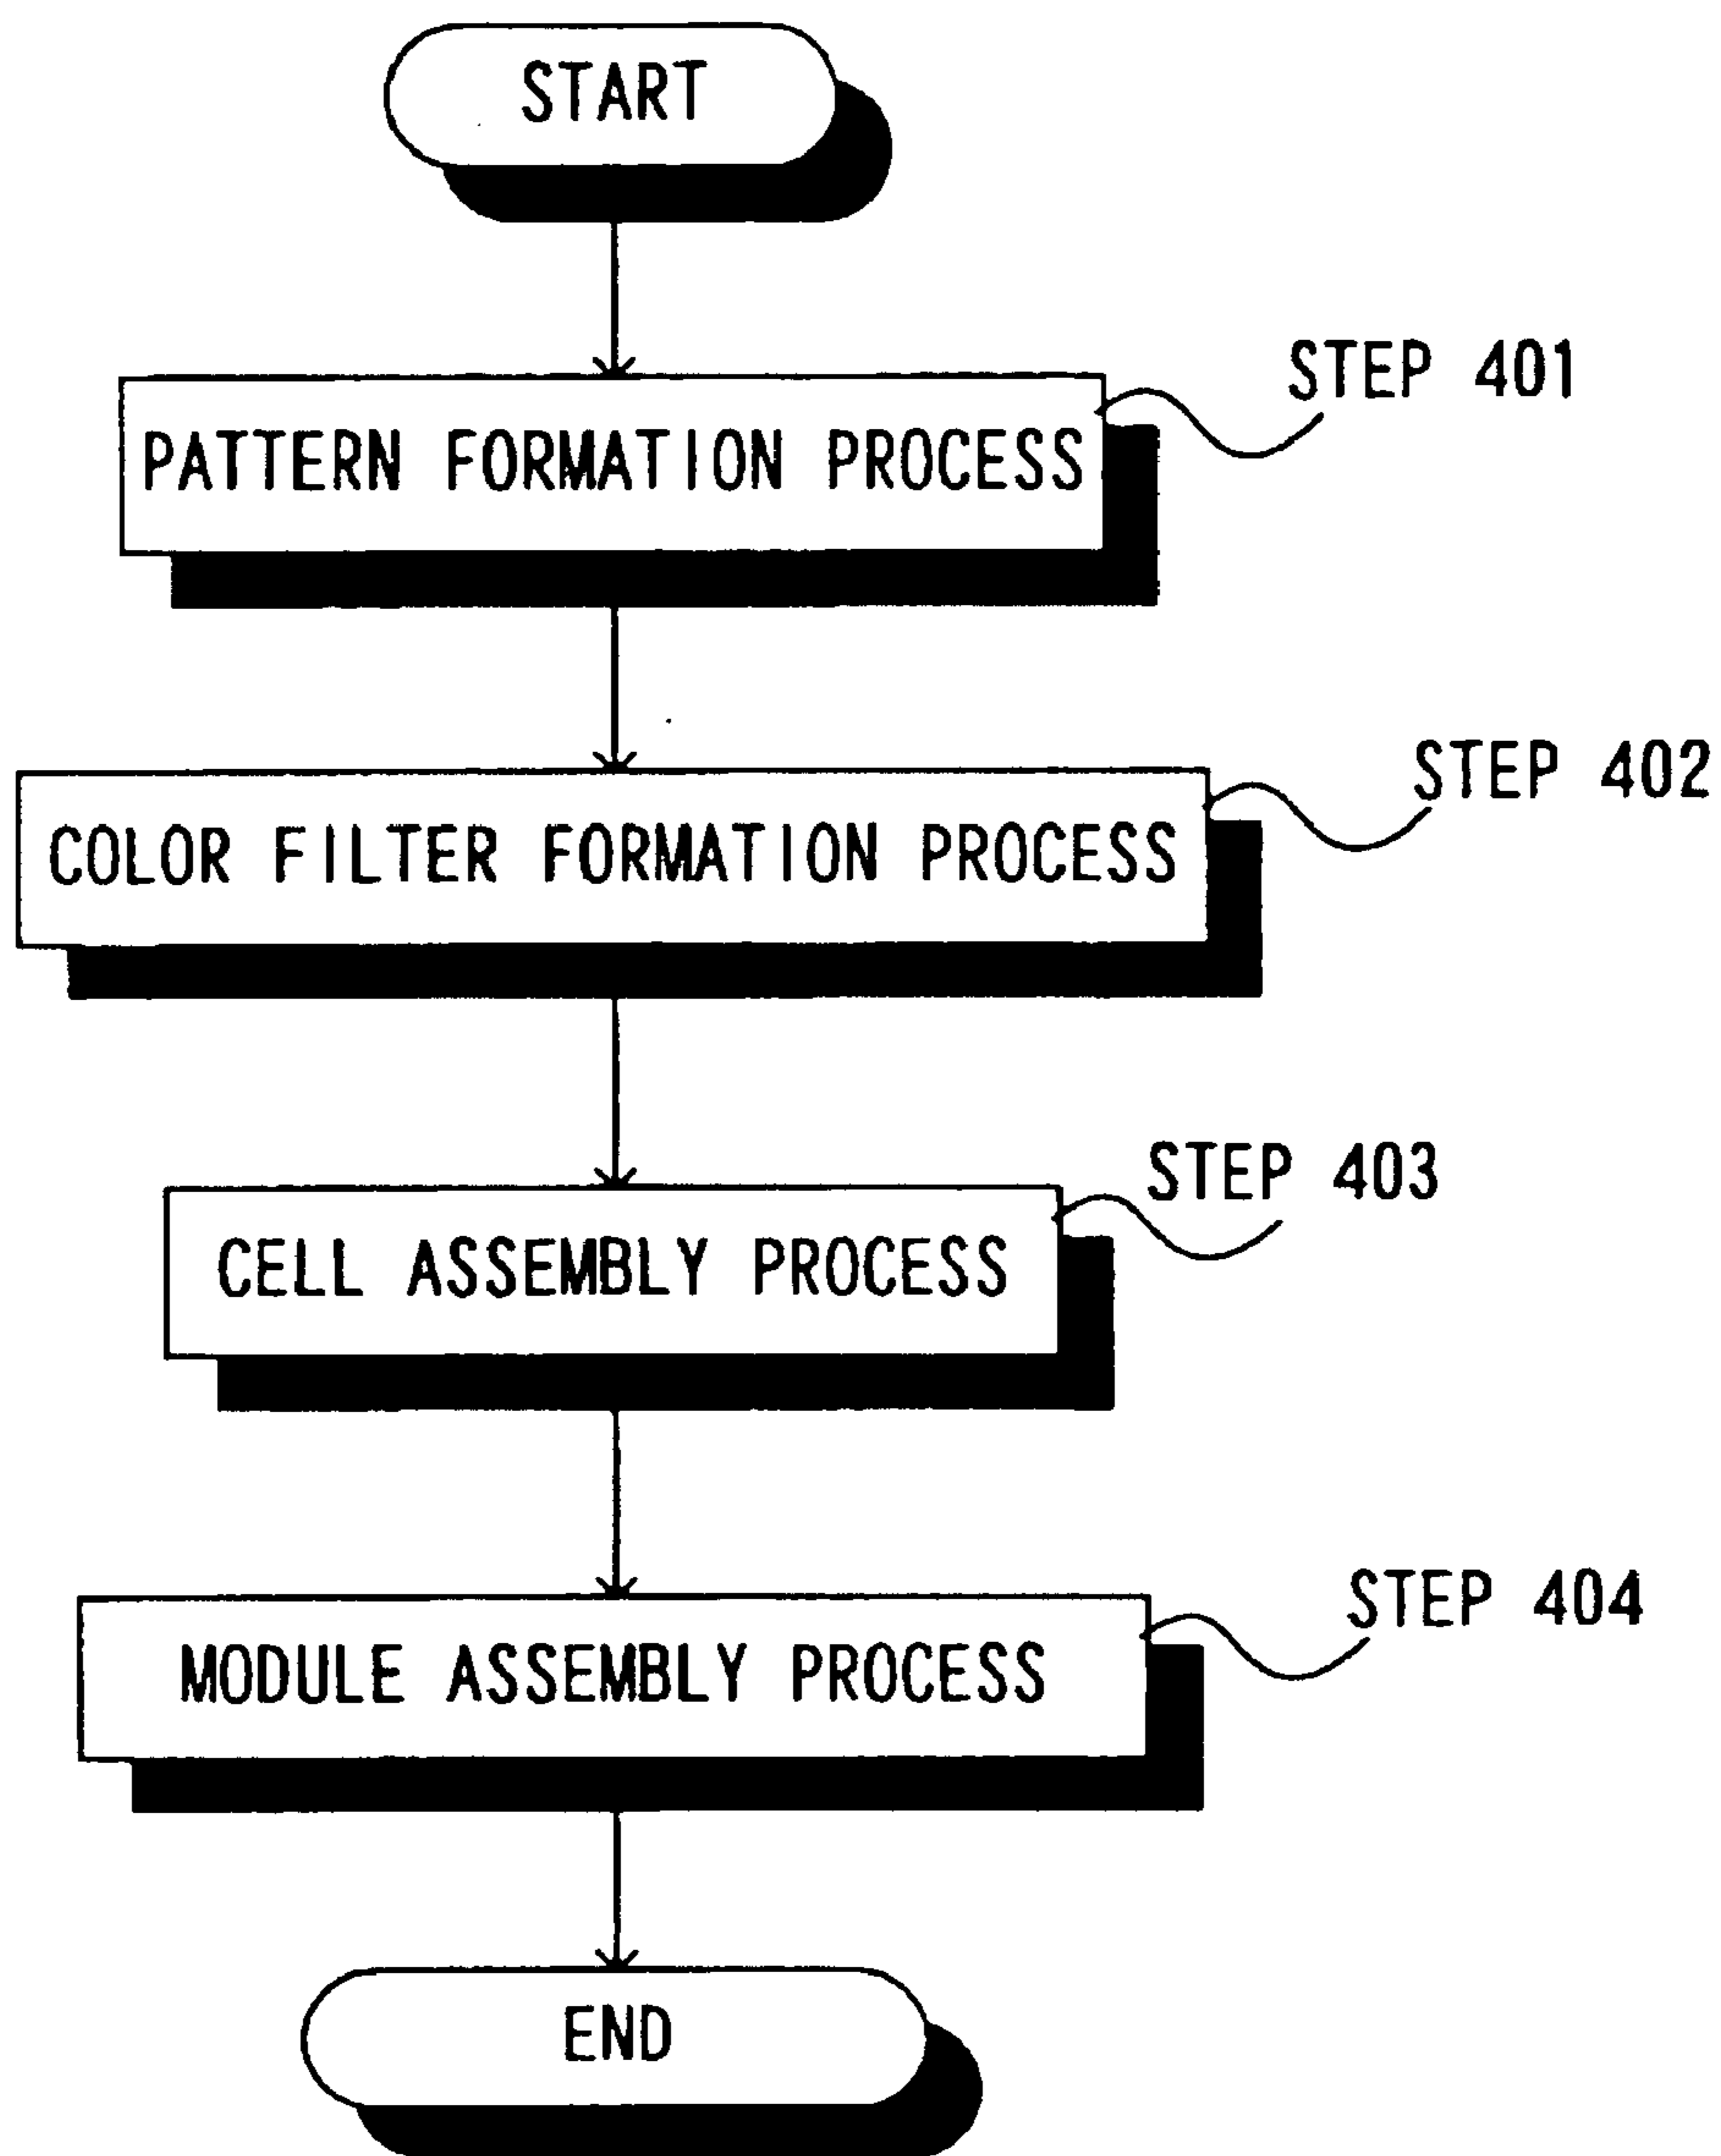 START
STEP 401
PATTERN FORMATION PROCESS
STEP 402
COLOR FILTER FORMATION PROCESS
STEP 403
CELL ASSEMBLY PROCESS
STEP 404
MODULE ASSEMBLY PROCESS
END